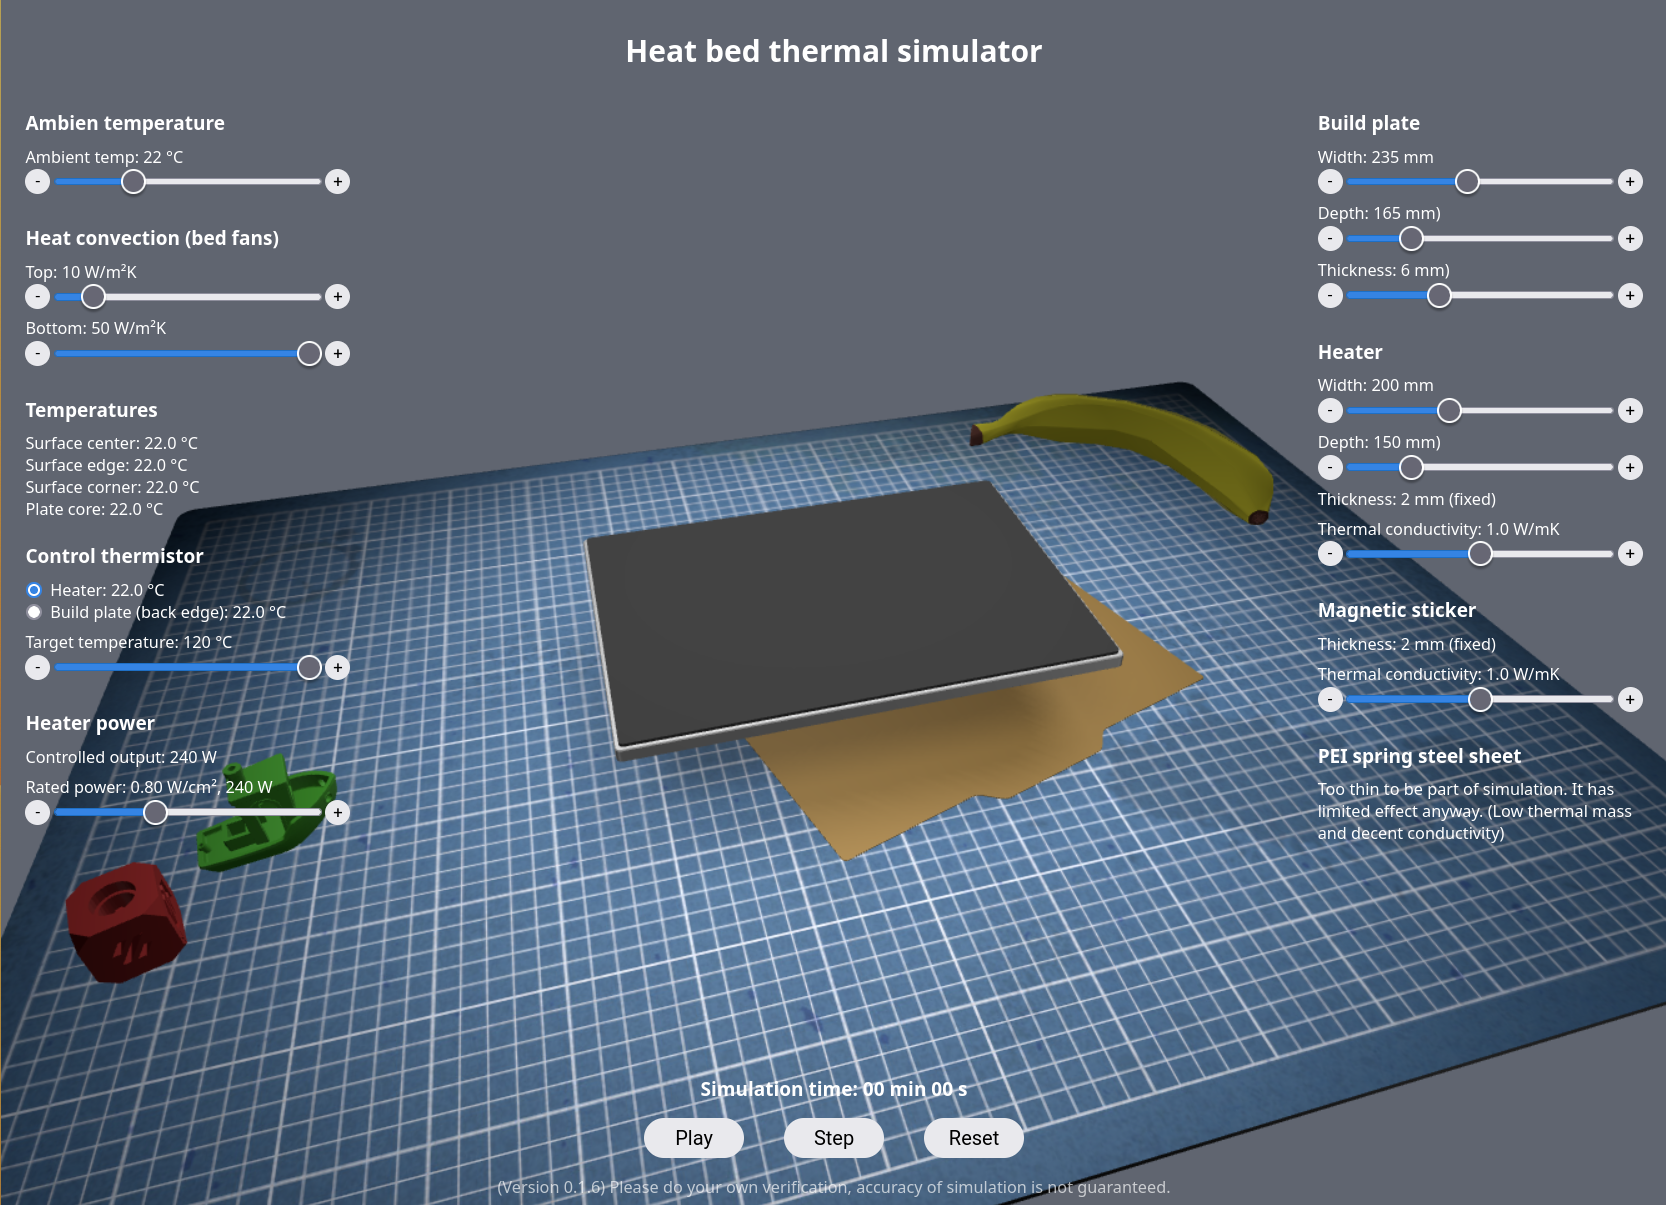 Heat bed thermal simulator
Ambien temperature
Ambient temp: 22 °C
- +
Heat convection (bed fans)
Top: 10 W/m²K
- +
Bottom: 50 W/m²K
- +
Temperatures
Surface center: 22.0 °C
Surface edge: 22.0 °C
Surface corner: 22.0 °C
Plate core: 22.0 °C
Control thermistor
Heater: 22.0 °C
Build plate (back edge): 22.0 °C
Target temperature: 120 °C
- +
Heater power
Controlled output: 240 W
Rated power: 0.80 W/cm², 240 W
- +
Build plate
Width: 235 mm
- +
Depth: 165 mm)
- +
Thickness: 6 mm)
- +
Heater
Width: 200 mm
- +
Depth: 150 mm)
- +
Thickness: 2 mm (fixed)
Thermal conductivity: 1.0 W/mK
- +
Magnetic sticker
Thickness: 2 mm (fixed)
Thermal conductivity: 1.0 W/mK
- +
PEI spring steel sheet
Too thin to be part of simulation. It has
limited effect anyway. (Low thermal mass
and decent conductivity)
Simulation time: 00 min 00 s
Play Step Reset
(Version 0.1.6) Please do your own verification, accuracy of simulation is not guaranteed.